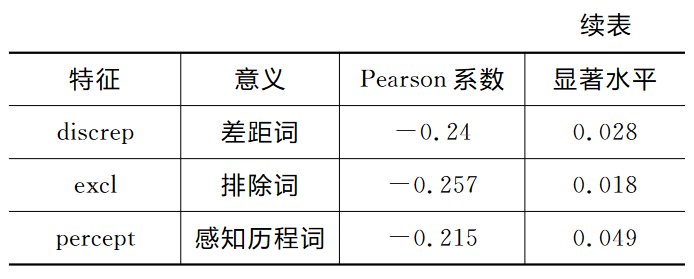 续表
特征 意义 Pearson 系数 显著水平
discrep 差距词 −0.24 0.028
excl 排除词 −0.257 0.018
percept 感知历程词 −0.215 0.049